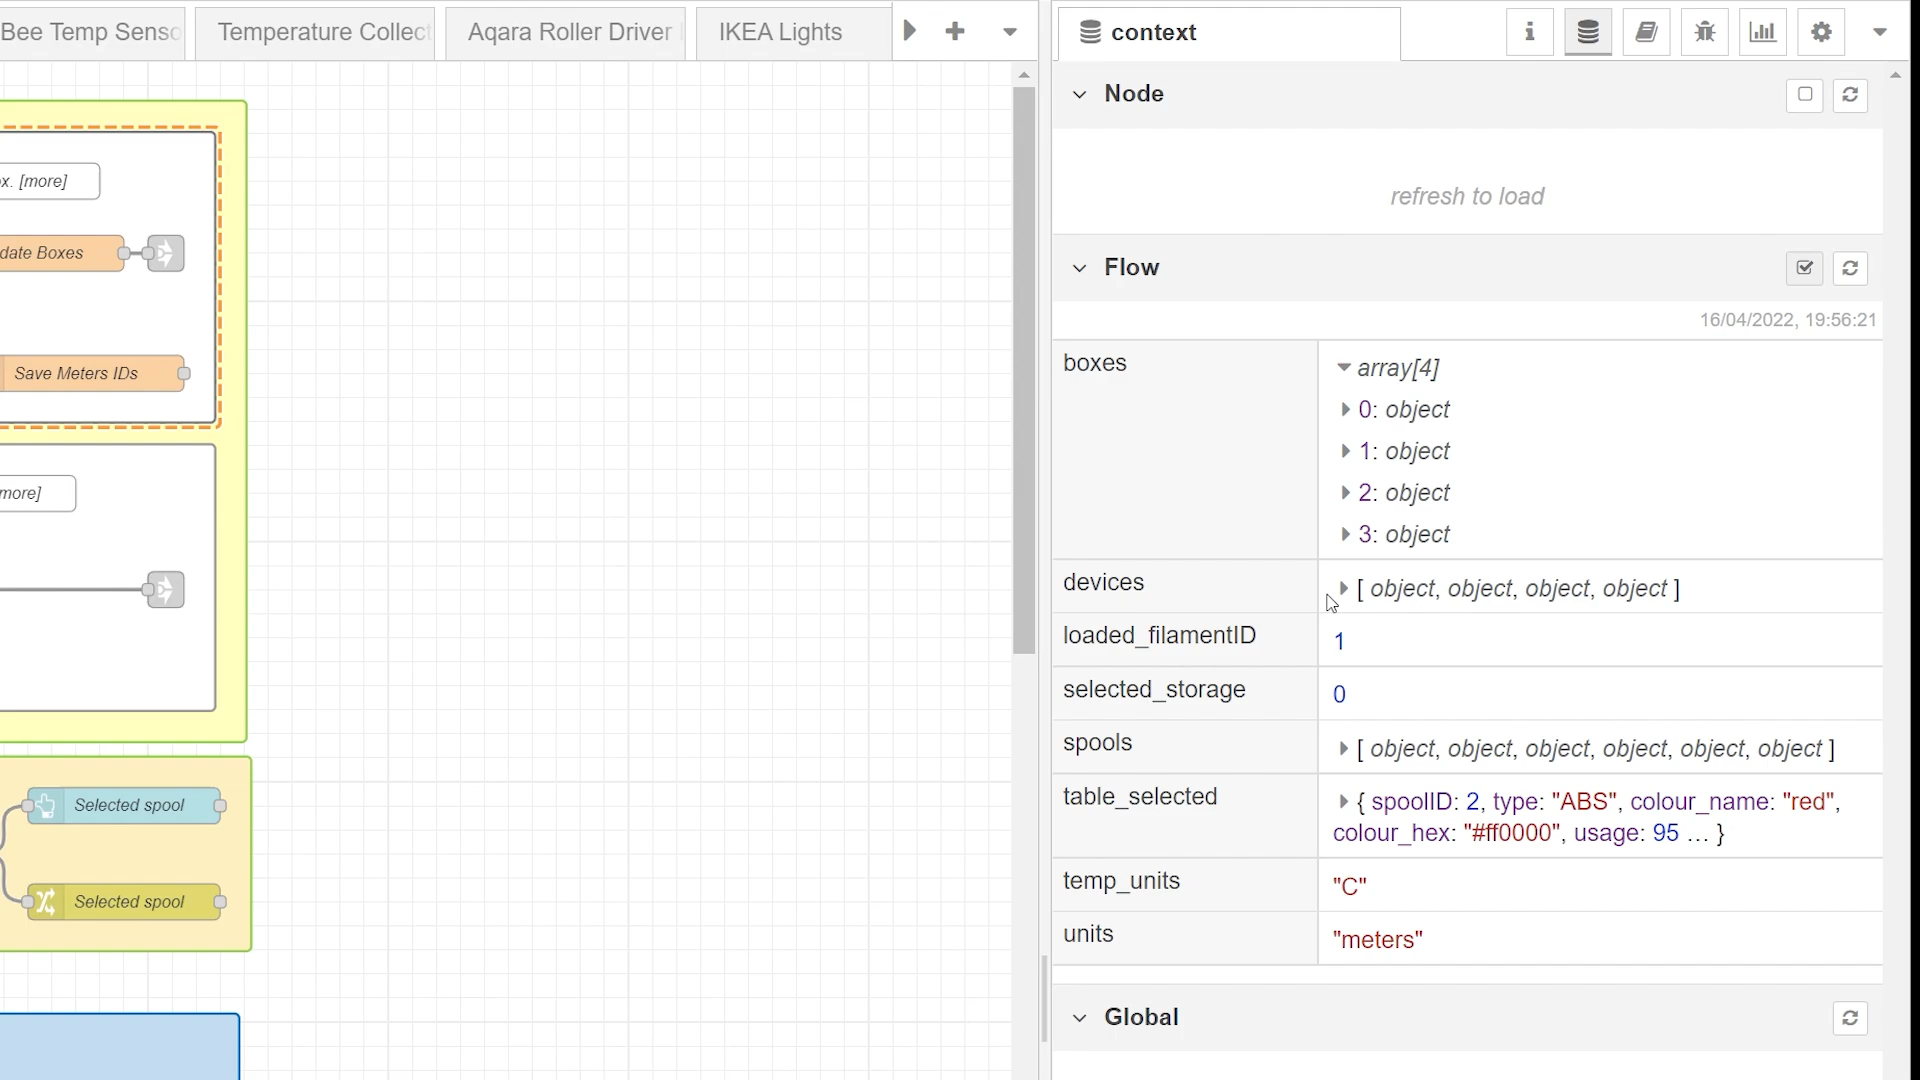 Bee Temp Senso
Temperature Collect
Aqara Roller Driver
IKEA Lights
context
Node
refresh to load
Flow
16/04/2022, 19:56:21
boxes
array[4]
0: object
1: object
2: object
3: object
devices
[ object, object, object, object ]
loaded_filamentID
1
selected_storage
0
spools
[ object, object, object, object, object, object ]
table_selected
{ spoolID: 2, type: "ABS", colour_name: "red",
colour_hex: "#ff0000", usage: 95 … }
temp_units
"C"
units
"meters"
Global
x. [more]
date Boxes
Save Meters IDs
more]
Selected spool
Selected spool